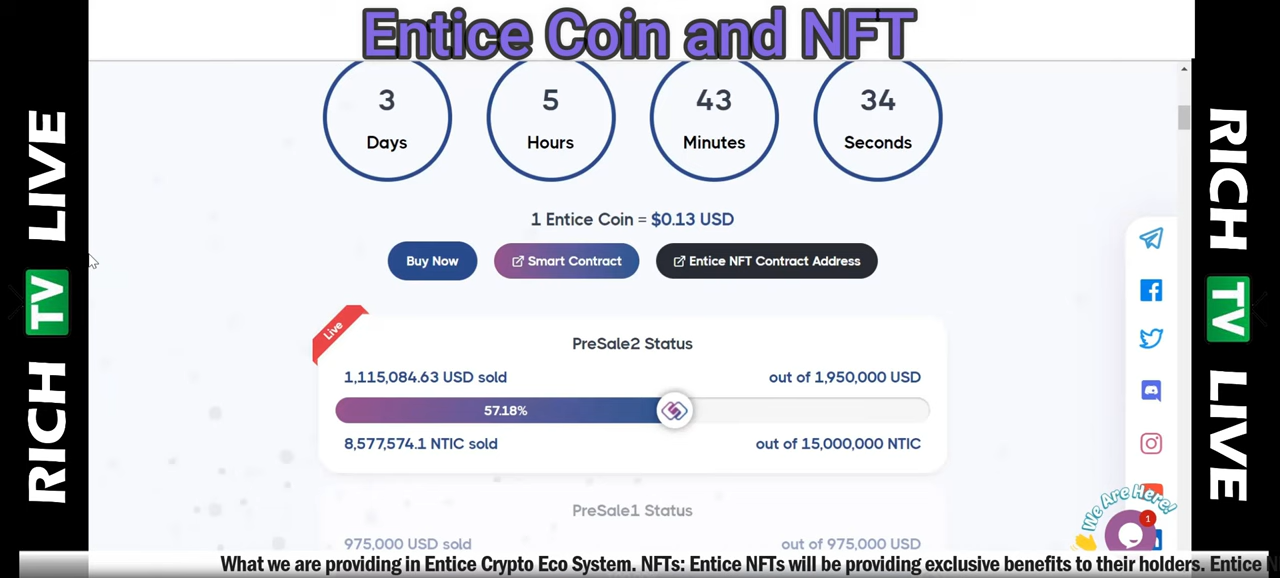 Entice Coin and NFT
RICH TV LIVE
3
Days
5
Hours
43
Minutes
34
Seconds
1 Entice Coin = $0.13 USD
Buy Now
Smart Contract
Entice NFT Contract Address
Live
PreSale2 Status
1,115,084.63 USD sold
out of 1,950,000 USD
57.18%
8,577,574.1 NTIC sold
out of 15,000,000 NTIC
PreSale1 Status
975,000 USD sold
out of 975,000 USD
We Are Here!
1
RICH TV LIVE
What we are providing in Entice Crypto Eco System. NFTs: Entice NFTs will be providing exclusive benefits to their holders. Entice